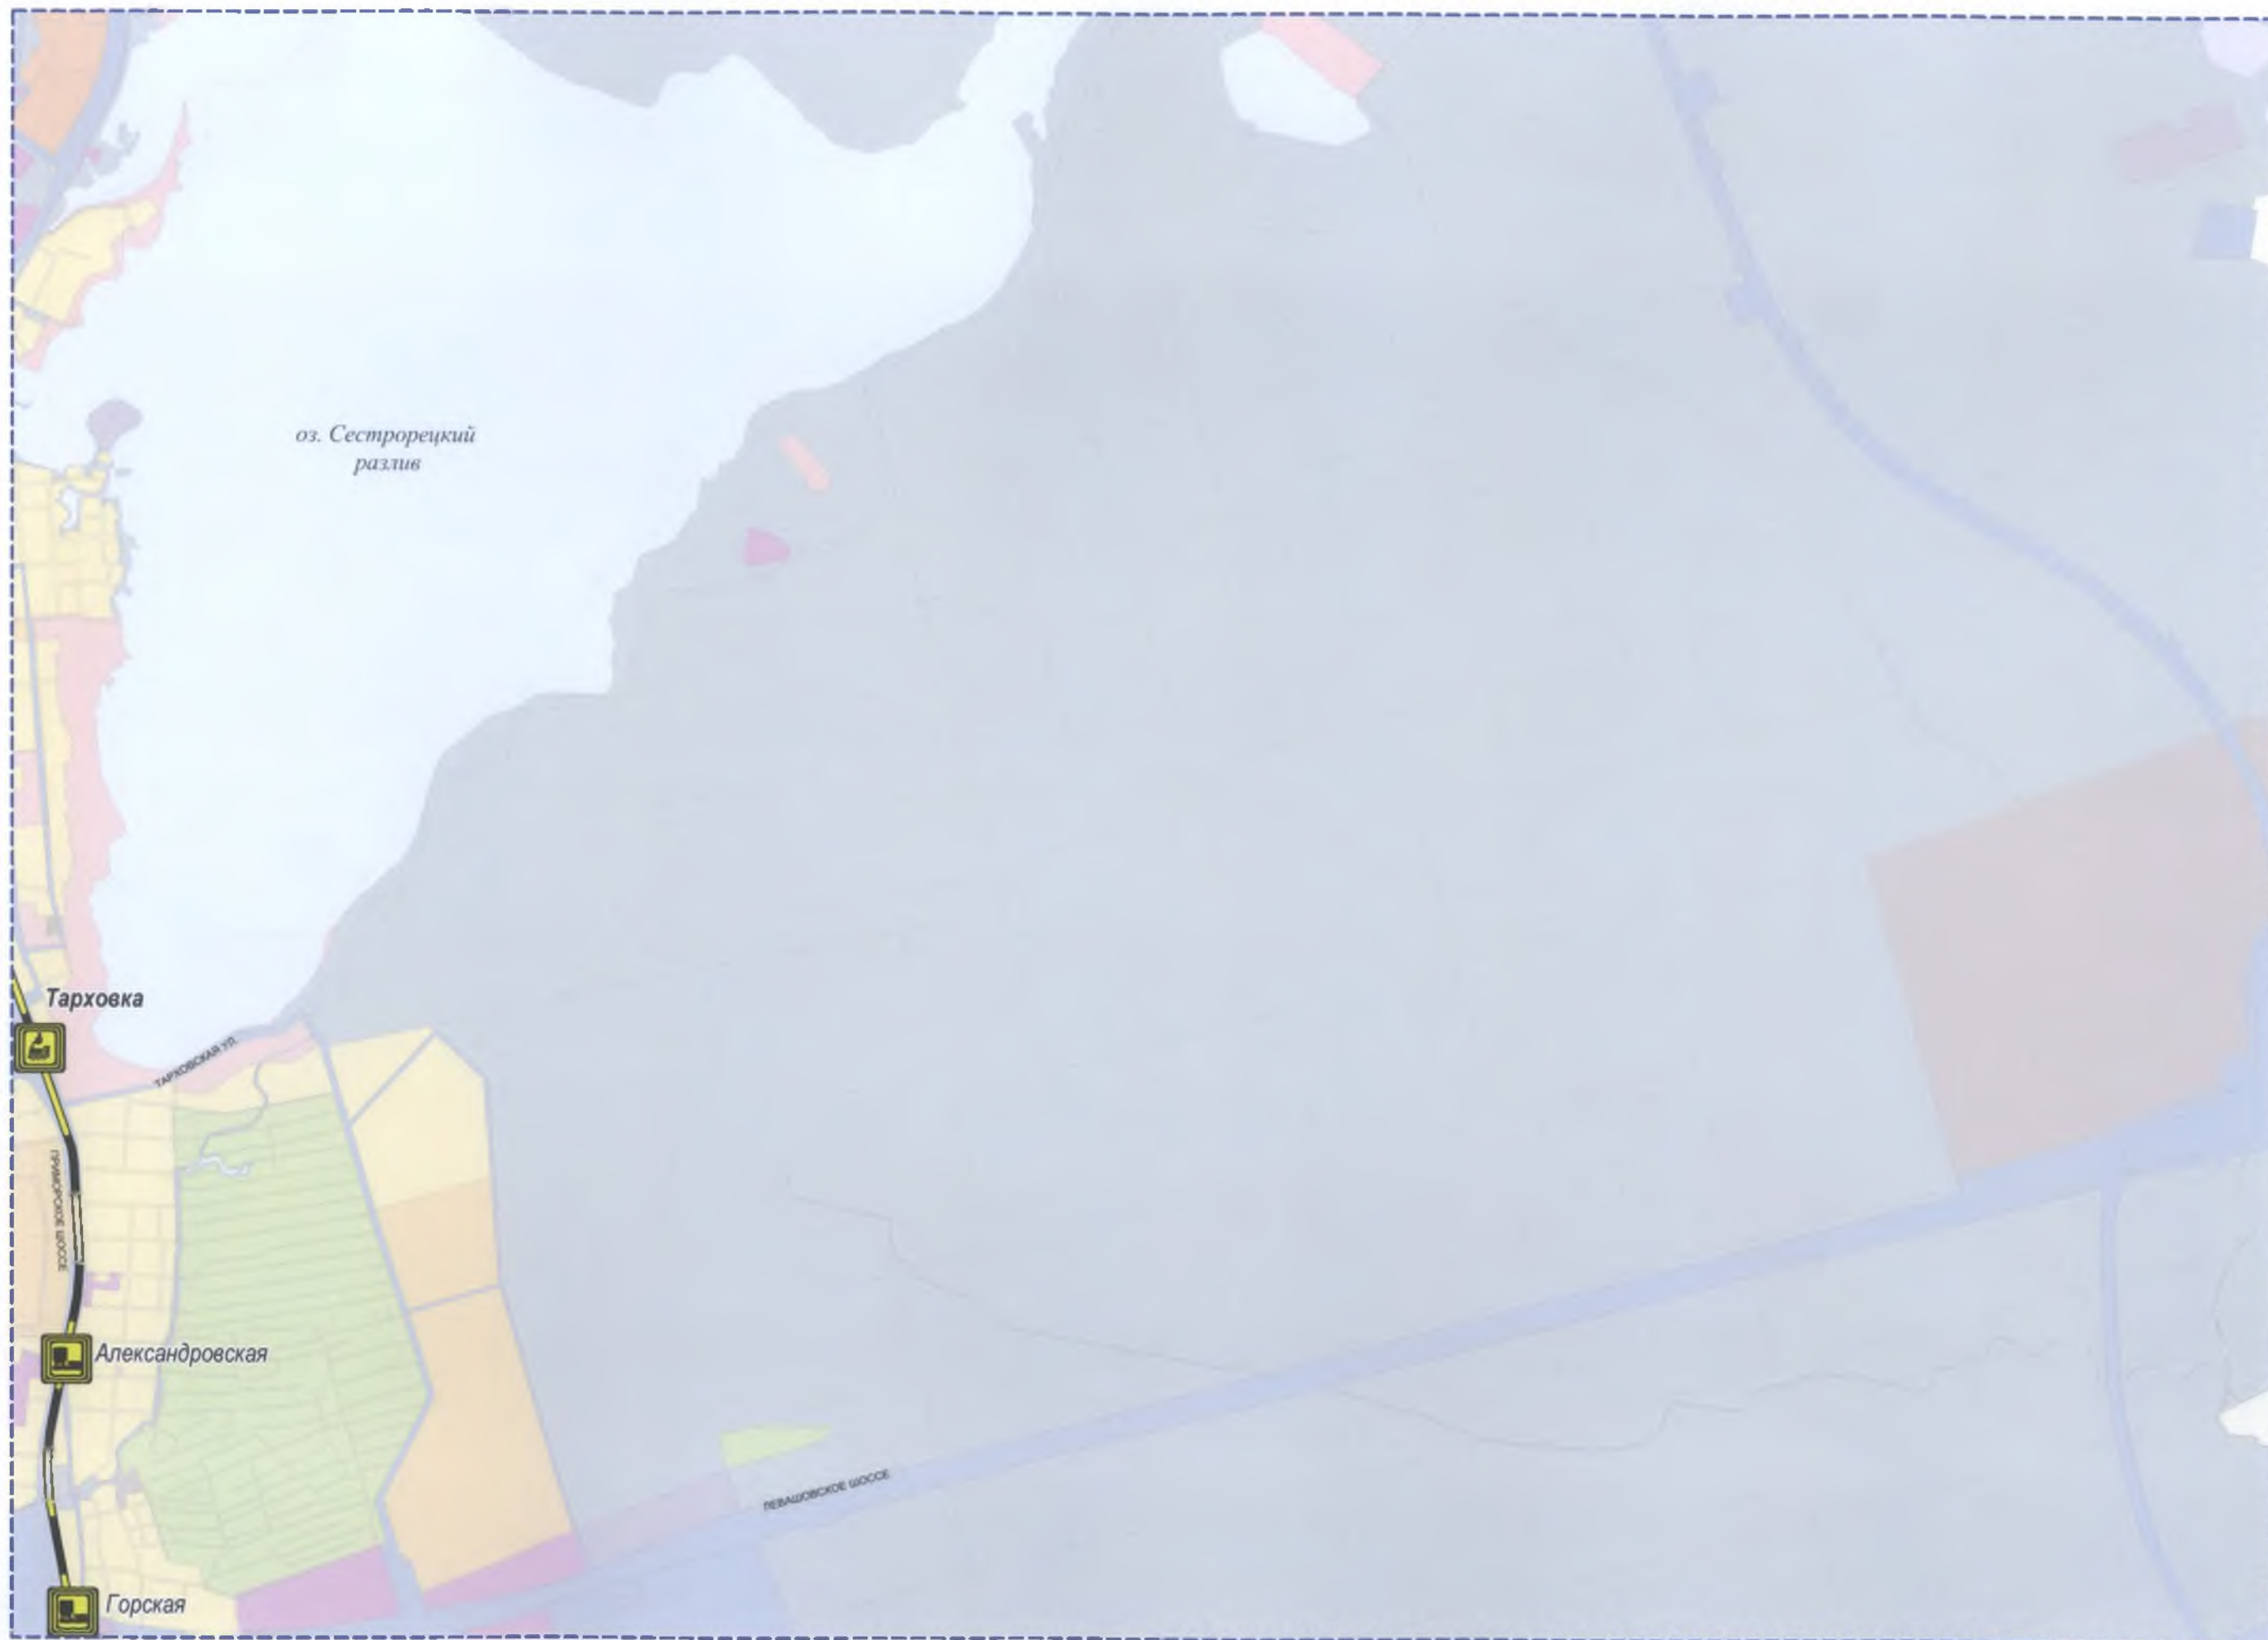 оз. Сестрорецкий
разлив
Тарховка
ТАРХОВСКАЯ УЛ.
ПРИМОРСКОЕ ШОССЕ
Александровская
ЛЕВАШОВСКОЕ ШОССЕ
Горская